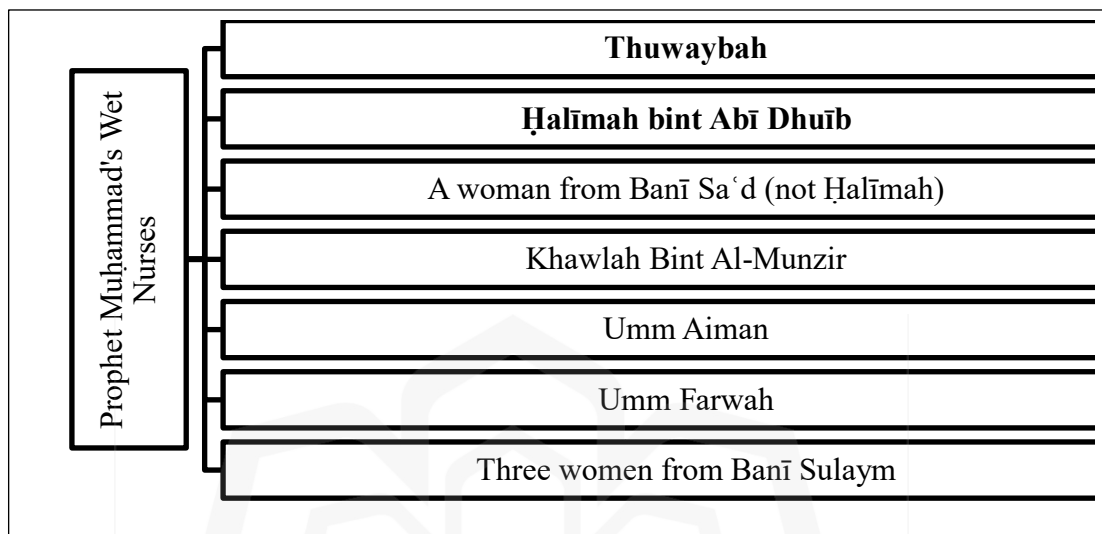 Prophet Muḥammad's Wet
Nurses
Thuwaybah
Ḥalīmah bint Abī Dhuīb
A woman from Banī Saʿd (not Ḥalīmah)
Khawlah Bint Al-Munzir
Umm Aiman
Umm Farwah
Three women from Banī Sulaym